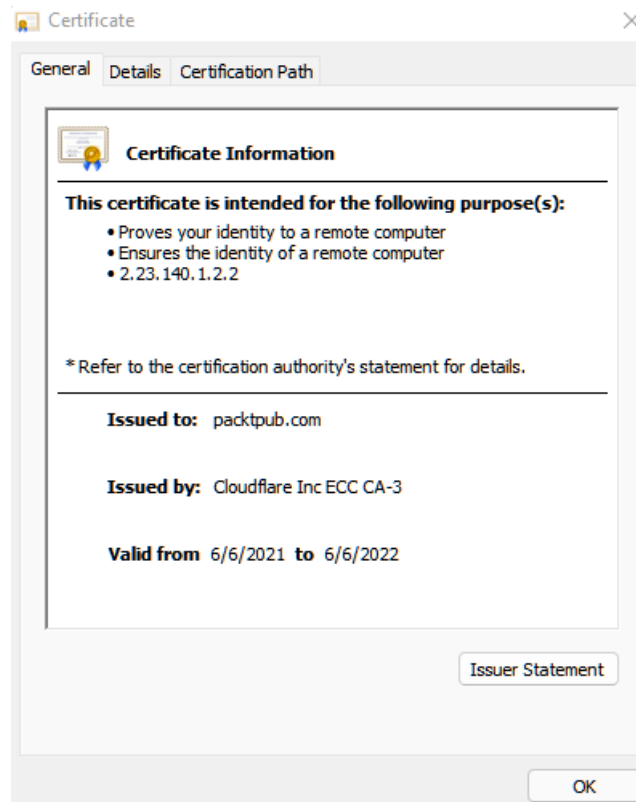 Certificate
General Details Certification Path
Certificate Information
This certificate is intended for the following purpose(s):
• Proves your identity to a remote computer
• Ensures the identity of a remote computer
• 2.23.140.1.2.2
* Refer to the certification authority's statement for details.
Issued to: packtpub.com
Issued by: Cloudflare Inc ECC CA-3
Valid from 6/6/2021 to 6/6/2022
Issuer Statement
OK